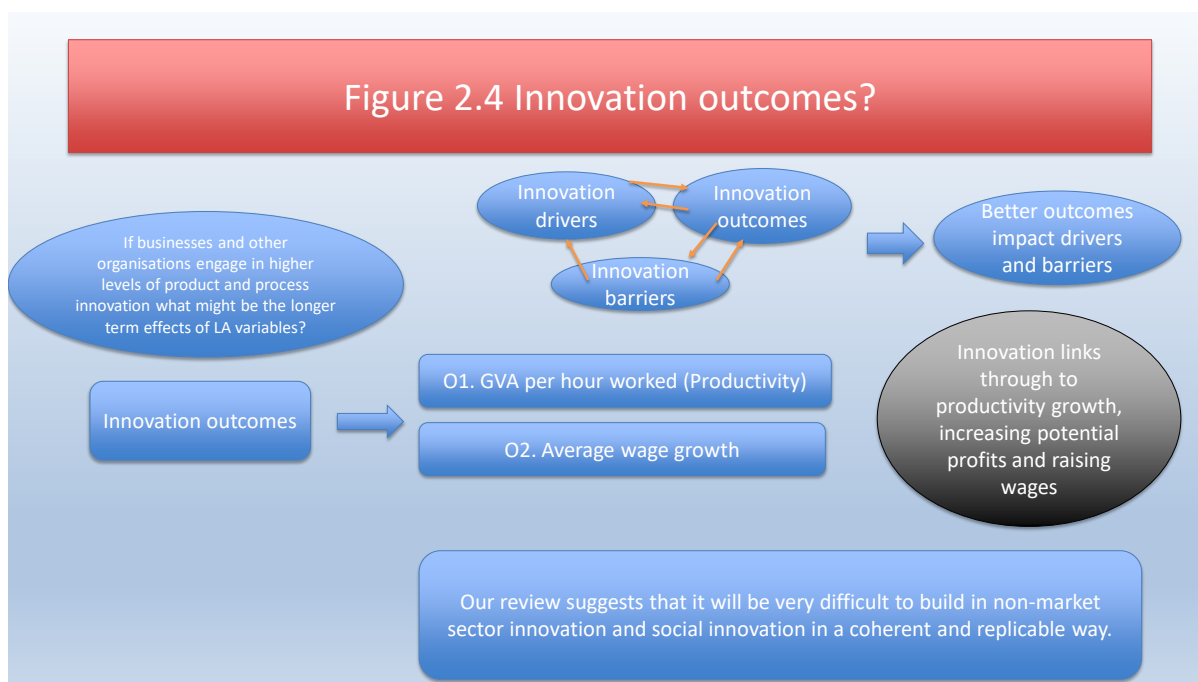 Figure 2.4 Innovation outcomes?
If businesses and other
organisations engage in higher
levels of product and process
innovation what might be the longer
term effects of LA variables?
Innovation
drivers
Innovation
outcomes
Innovation
barriers
Better outcomes
impact drivers
and barriers
Innovation outcomes
O1. GVA per hour worked (Productivity)
O2. Average wage growth
Innovation links
through to
productivity growth,
increasing potential
profits and raising
wages
Our review suggests that it will be very difficult to build in non-market
sector innovation and social innovation in a coherent and replicable way.